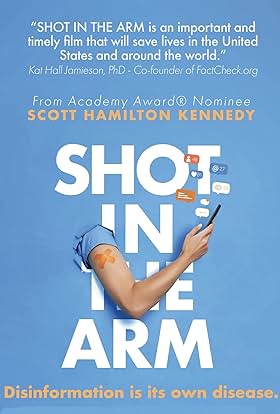 “SHOT IN THE ARM is an important and
timely film that will save lives in the United
States and around the world.”
Kat Hall Jamieson, PhD - Co-founder of FactCheck.org
From Academy Award® Nominee
SCOTT HAMILTON KENNEDY
SHOT
IN
THE
ARM
Disinformation is its own disease.